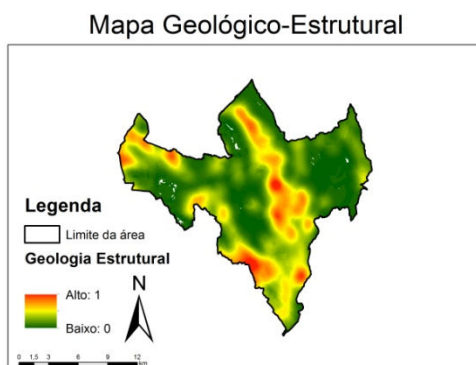 Mapa Geológico-Estrutural
Legenda
Limite da área
Geologia Estrutural
Alto: 1
Baixo: 0
N
0 1,5 3 6 9 12
km